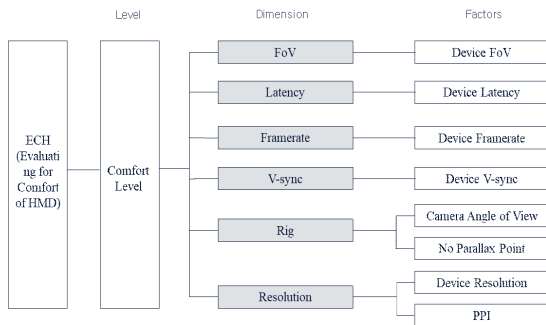 Level
Dimension
Factors
ECH
(Evaluati
ng for
Comfort
of HMD)
Comfort
Level
FoV
Device FoV
Latency
Device Latency
Framerate
Device Framerate
V-sync
Device V-sync
Rig
Camera Angle of View
No Parallax Point
Resolution
Device Resolution
PPI